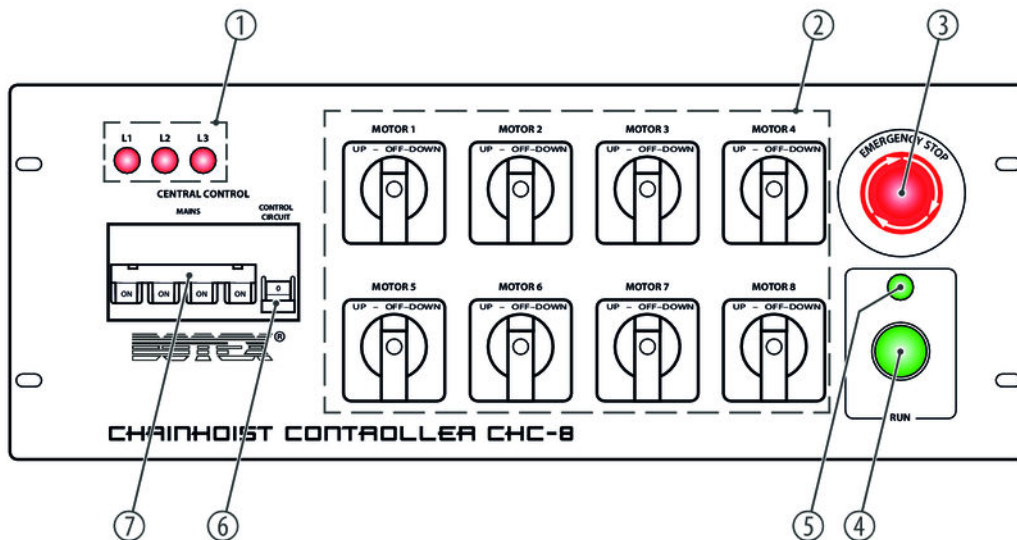 ① ② ③
L1 L2 L3
CENTRAL CONTROL
MAINS
CONTROL
CIRCUIT
ON ON ON ON
MOTOR 1 MOTOR 2 MOTOR 3 MOTOR 4
UP – OFF–DOWN UP – OFF–DOWN UP – OFF–DOWN UP – OFF–DOWN
EMERGENCY STOP
MOTOR 5 MOTOR 6 MOTOR 7 MOTOR 8
UP – OFF–DOWN UP – OFF–DOWN UP – OFF–DOWN UP – OFF–DOWN
BOTEX®
RUN
CHAINHOIST CONTROLLER CHC-8
⑦ ⑥ ⑤ ④